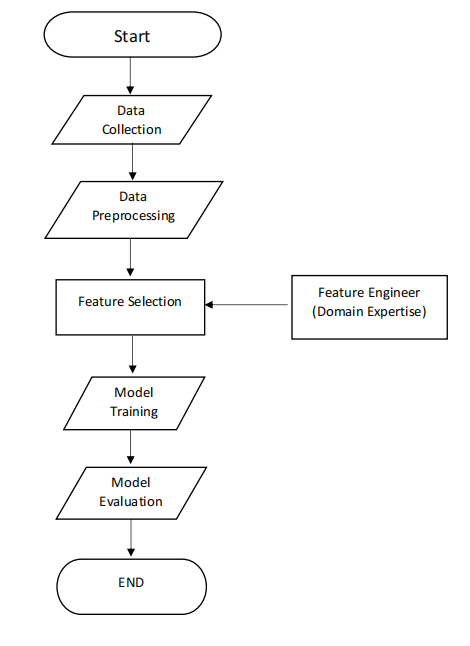 Start
Data
Collection
Data
Preprocessing
Feature Selection
Feature Engineer
(Domain Expertise)
Model
Training
Model
Evaluation
END